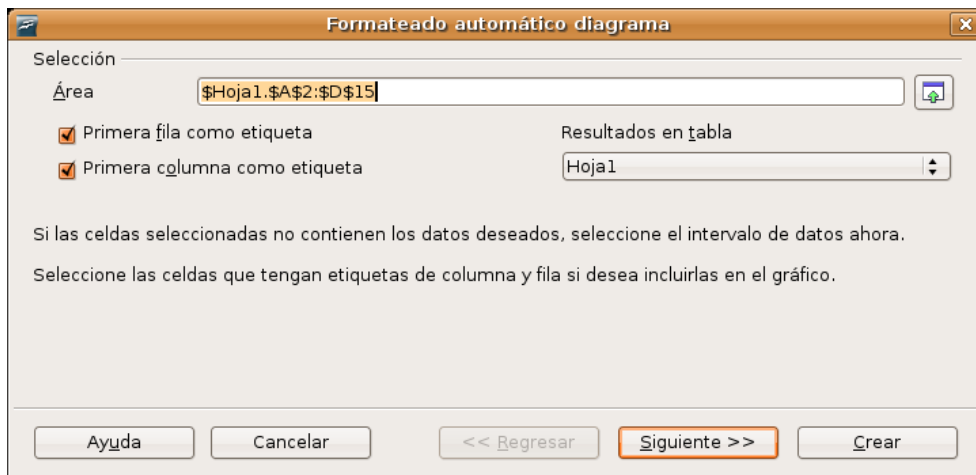 Formateado automático diagrama
Selección
Área $Hoja1.$A$2:$D$15
Primera fila como etiqueta Resultados en tabla
Primera columna como etiqueta Hoja1
Si las celdas seleccionadas no contienen los datos deseados, seleccione el intervalo de datos ahora.
Seleccione las celdas que tengan etiquetas de columna y fila si desea incluirlas en el gráfico.
Ayuda Cancelar << Regresar Siguiente >> Crear